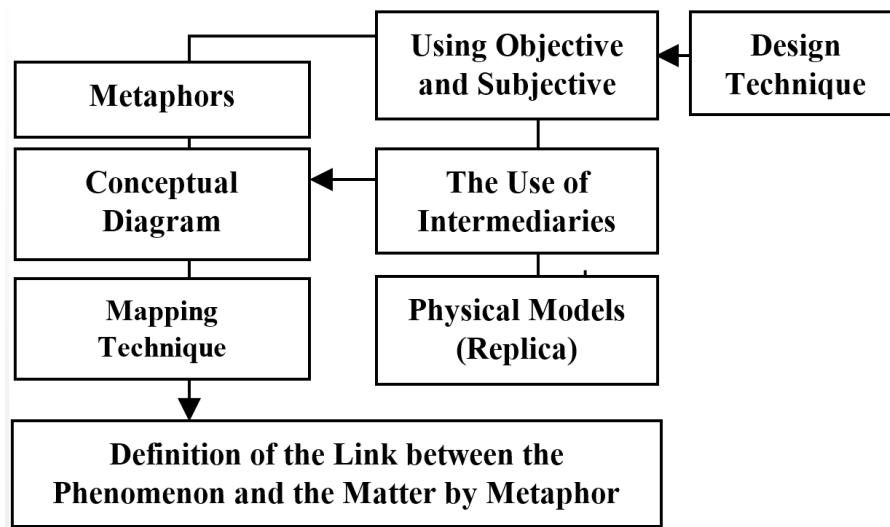 Using Objective
and Subjective
Design
Technique
Metaphors
Conceptual
Diagram
The Use of
Intermediaries
Mapping
Technique
Physical Models
(Replica)
Definition of the Link between the
Phenomenon and the Matter by Metaphor